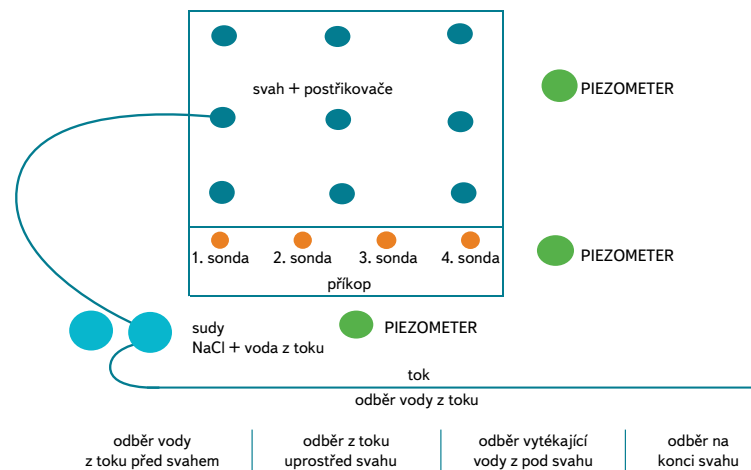 svah + postřikovače
PIEZOMETER
1. sonda 2. sonda 3. sonda 4. sonda
PIEZOMETER
příkop
sudy
NaCl + voda z toku
PIEZOMETER
tok
odběr vody z toku
odběr vody
z toku před svahem
odběr z toku
uprostřed svahu
odběr vytékající
vody z pod svahu
odběr na
konci svahu